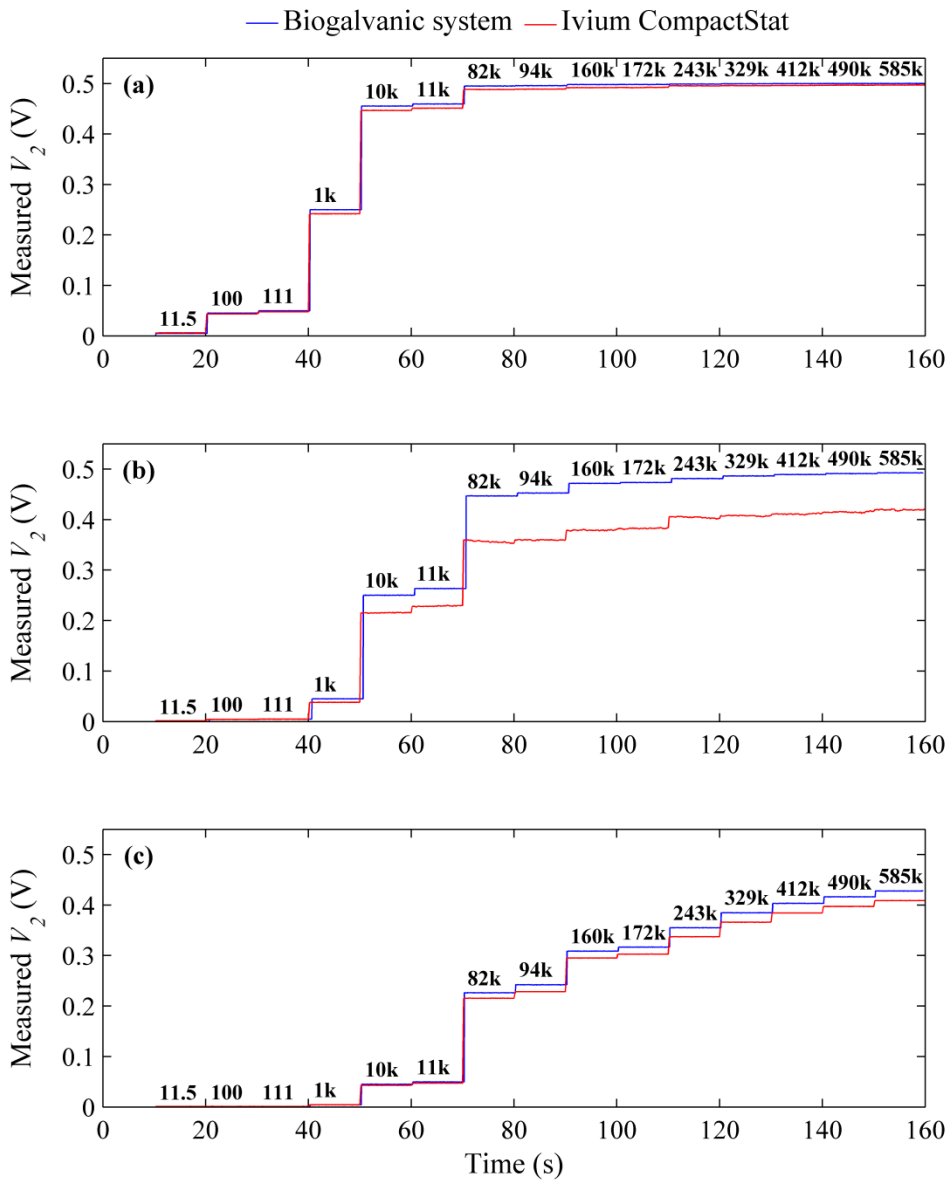 Biogalvanic system Ivium CompactStat
(a)
82k 94k 160k 172k 243k 329k 412k 490k 585k
10k 11k
1k
11.5 100 111
0.5
0.4
0.3
0.2
0.1
0
Measured V2 (V)
0 20 40 60 80 100 120 140 160
(b)
82k 94k 160k 172k 243k 329k 412k 490k 585k
10k 11k
11.5 100 111 1k
0.5
0.4
0.3
0.2
0.1
0
Measured V2 (V)
0 20 40 60 80 100 120 140 160
(c)
82k 94k 160k 172k 243k 329k 412k 490k 585k
11.5 100 111 1k 10k 11k
0.5
0.4
0.3
0.2
0.1
0
Measured V2 (V)
0 20 40 60 80 100 120 140 160
Time (s)